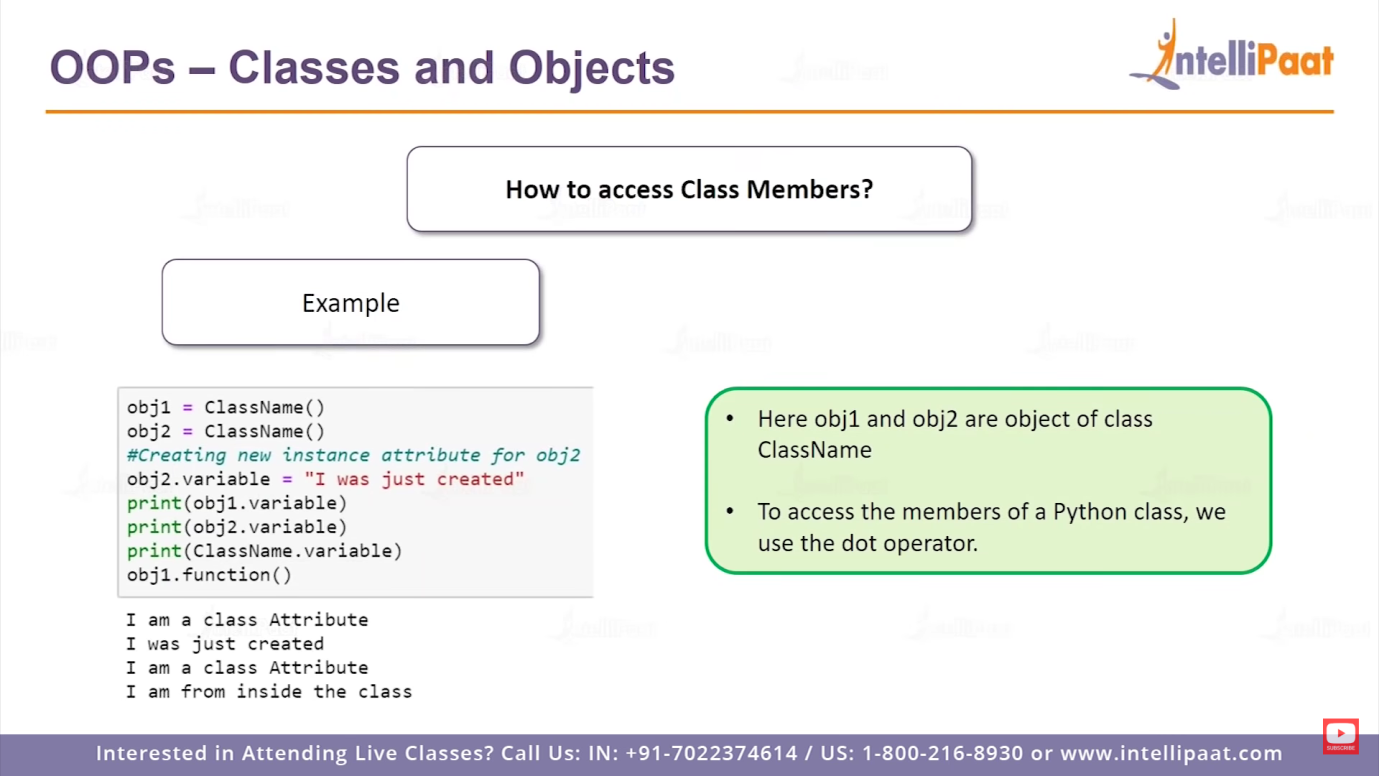 OOPs – Classes and Objects
IntelliPaat
How to access Class Members?
Example
obj1 = ClassName()
obj2 = ClassName()
#Creating new instance attribute for obj2
obj2.variable = "I was just created"
print(obj1.variable)
print(obj2.variable)
print(ClassName.variable)
obj1.function()
I am a class Attribute
I was just created
I am a class Attribute
I am from inside the class
• Here obj1 and obj2 are object of class
ClassName
• To access the members of a Python class, we
use the dot operator.
SUBSCRIBE
Interested in Attending Live Classes? Call Us: IN: +91-7022374614 / US: 1-800-216-8930 or www.intellipaat.com